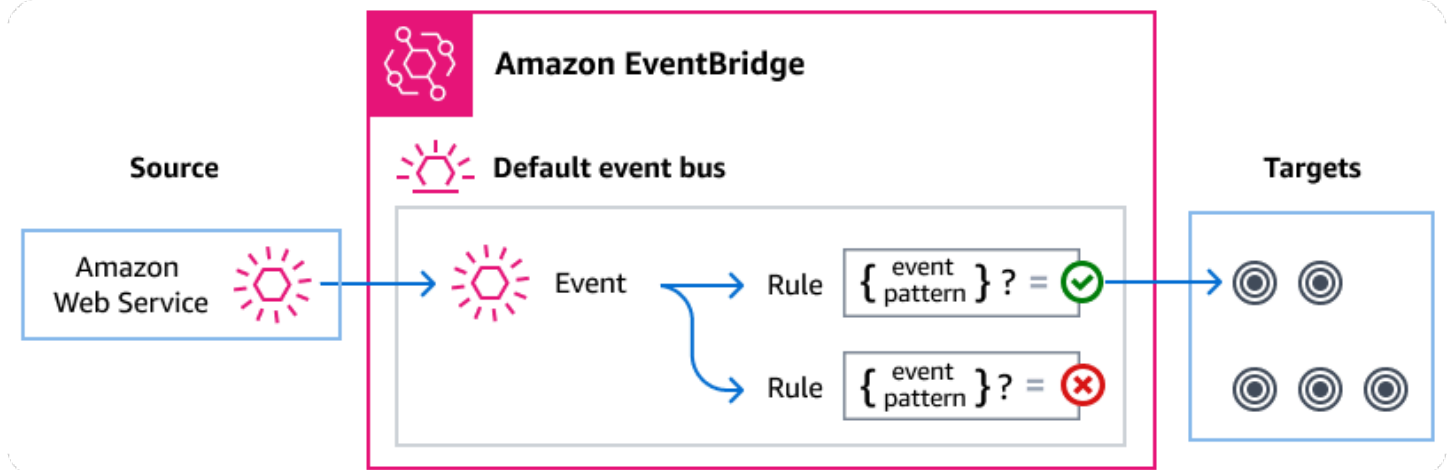 Amazon EventBridge
Source
Default event bus
Targets
Amazon
Web Service
Event
Rule
{ event
pattern } ? =
Rule
{ event
pattern } ? =